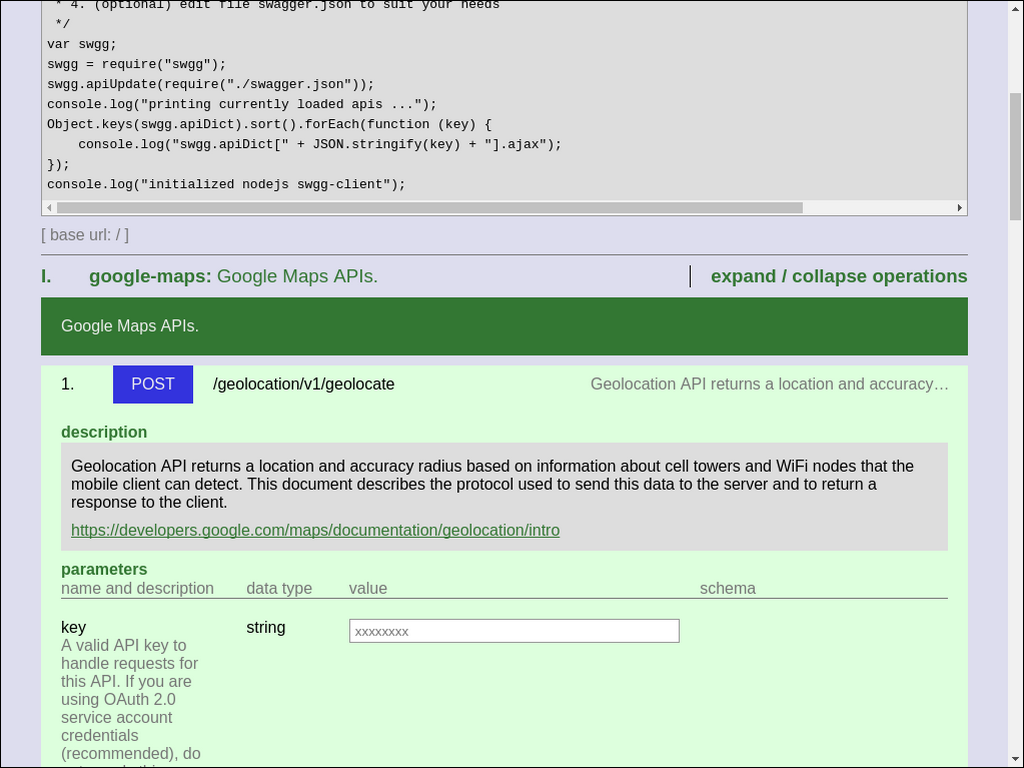 * 4. (optional) edit file swagger.json to suit your needs
 */
var swgg;
swgg = require("swgg");
swgg.apiUpdate(require("./swagger.json"));
console.log("printing currently loaded apis ...");
Object.keys(swgg.apiDict).sort().forEach(function (key) {
    console.log("swgg.apiDict[" + JSON.stringify(key) + "].ajax");
});
console.log("initialized nodejs swgg-client");
[ base url: / ]
I. google-maps: Google Maps APIs. expand / collapse operations
Google Maps APIs.
1. POST /geolocation/v1/geolocate Geolocation API returns a location and accuracy…
description
Geolocation API returns a location and accuracy radius based on information about cell towers and WiFi nodes that the
mobile client can detect. This document describes the protocol used to send this data to the server and to return a
response to the client.
https://developers.google.com/maps/documentation/geolocation/intro
parameters
name and description data type value schema
key string xxxxxxxx
A valid API key to
handle requests for
this API. If you are
using OAuth 2.0
service account
credentials
(recommended), do